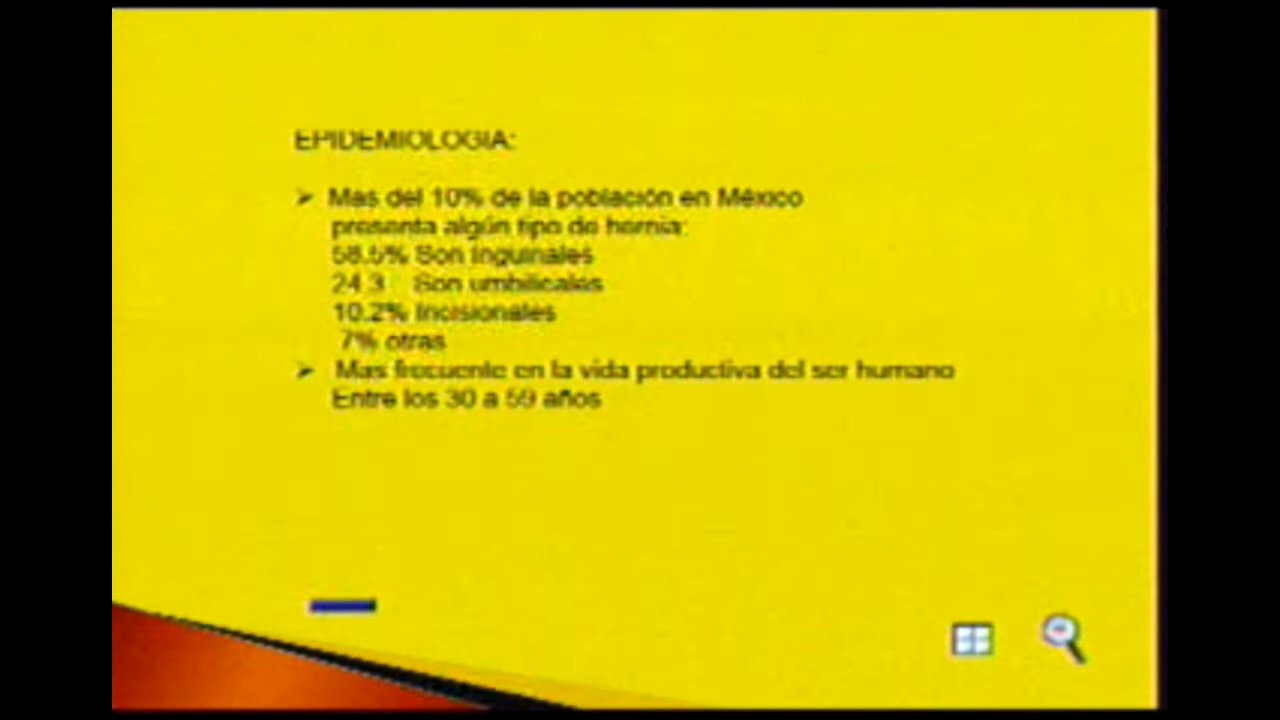 EPIDEMIOLOGIA:
➢ Mas del 10% de la población en México
presenta algún tipo de hernia:
58.5% Son inguinales
24.3 Son umbilicales
10.2% Incisionales
7% otras
➢ Mas frecuente en la vida productiva del ser humano
Entre los 30 a 59 años